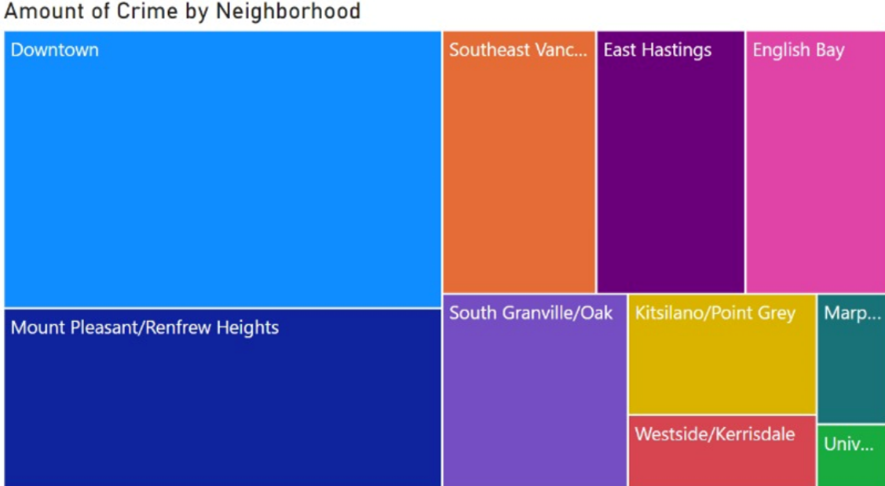 Amount of Crime by Neighborhood
Downtown
Southeast Vanc...
East Hastings
English Bay
Mount Pleasant/Renfrew Heights
South Granville/Oak
Kitsilano/Point Grey
Marp...
Westside/Kerrisdale
Univ...